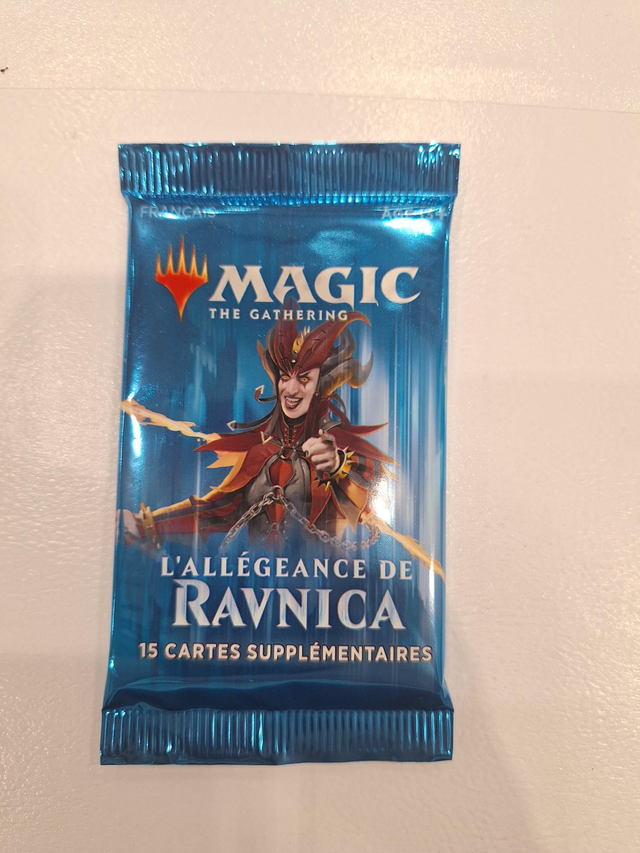 FRANÇAIS
MAGIC
THE GATHERING
L'ALLÉGEANCE DE
RAVNICA
15 CARTES SUPPLÉMENTAIRES